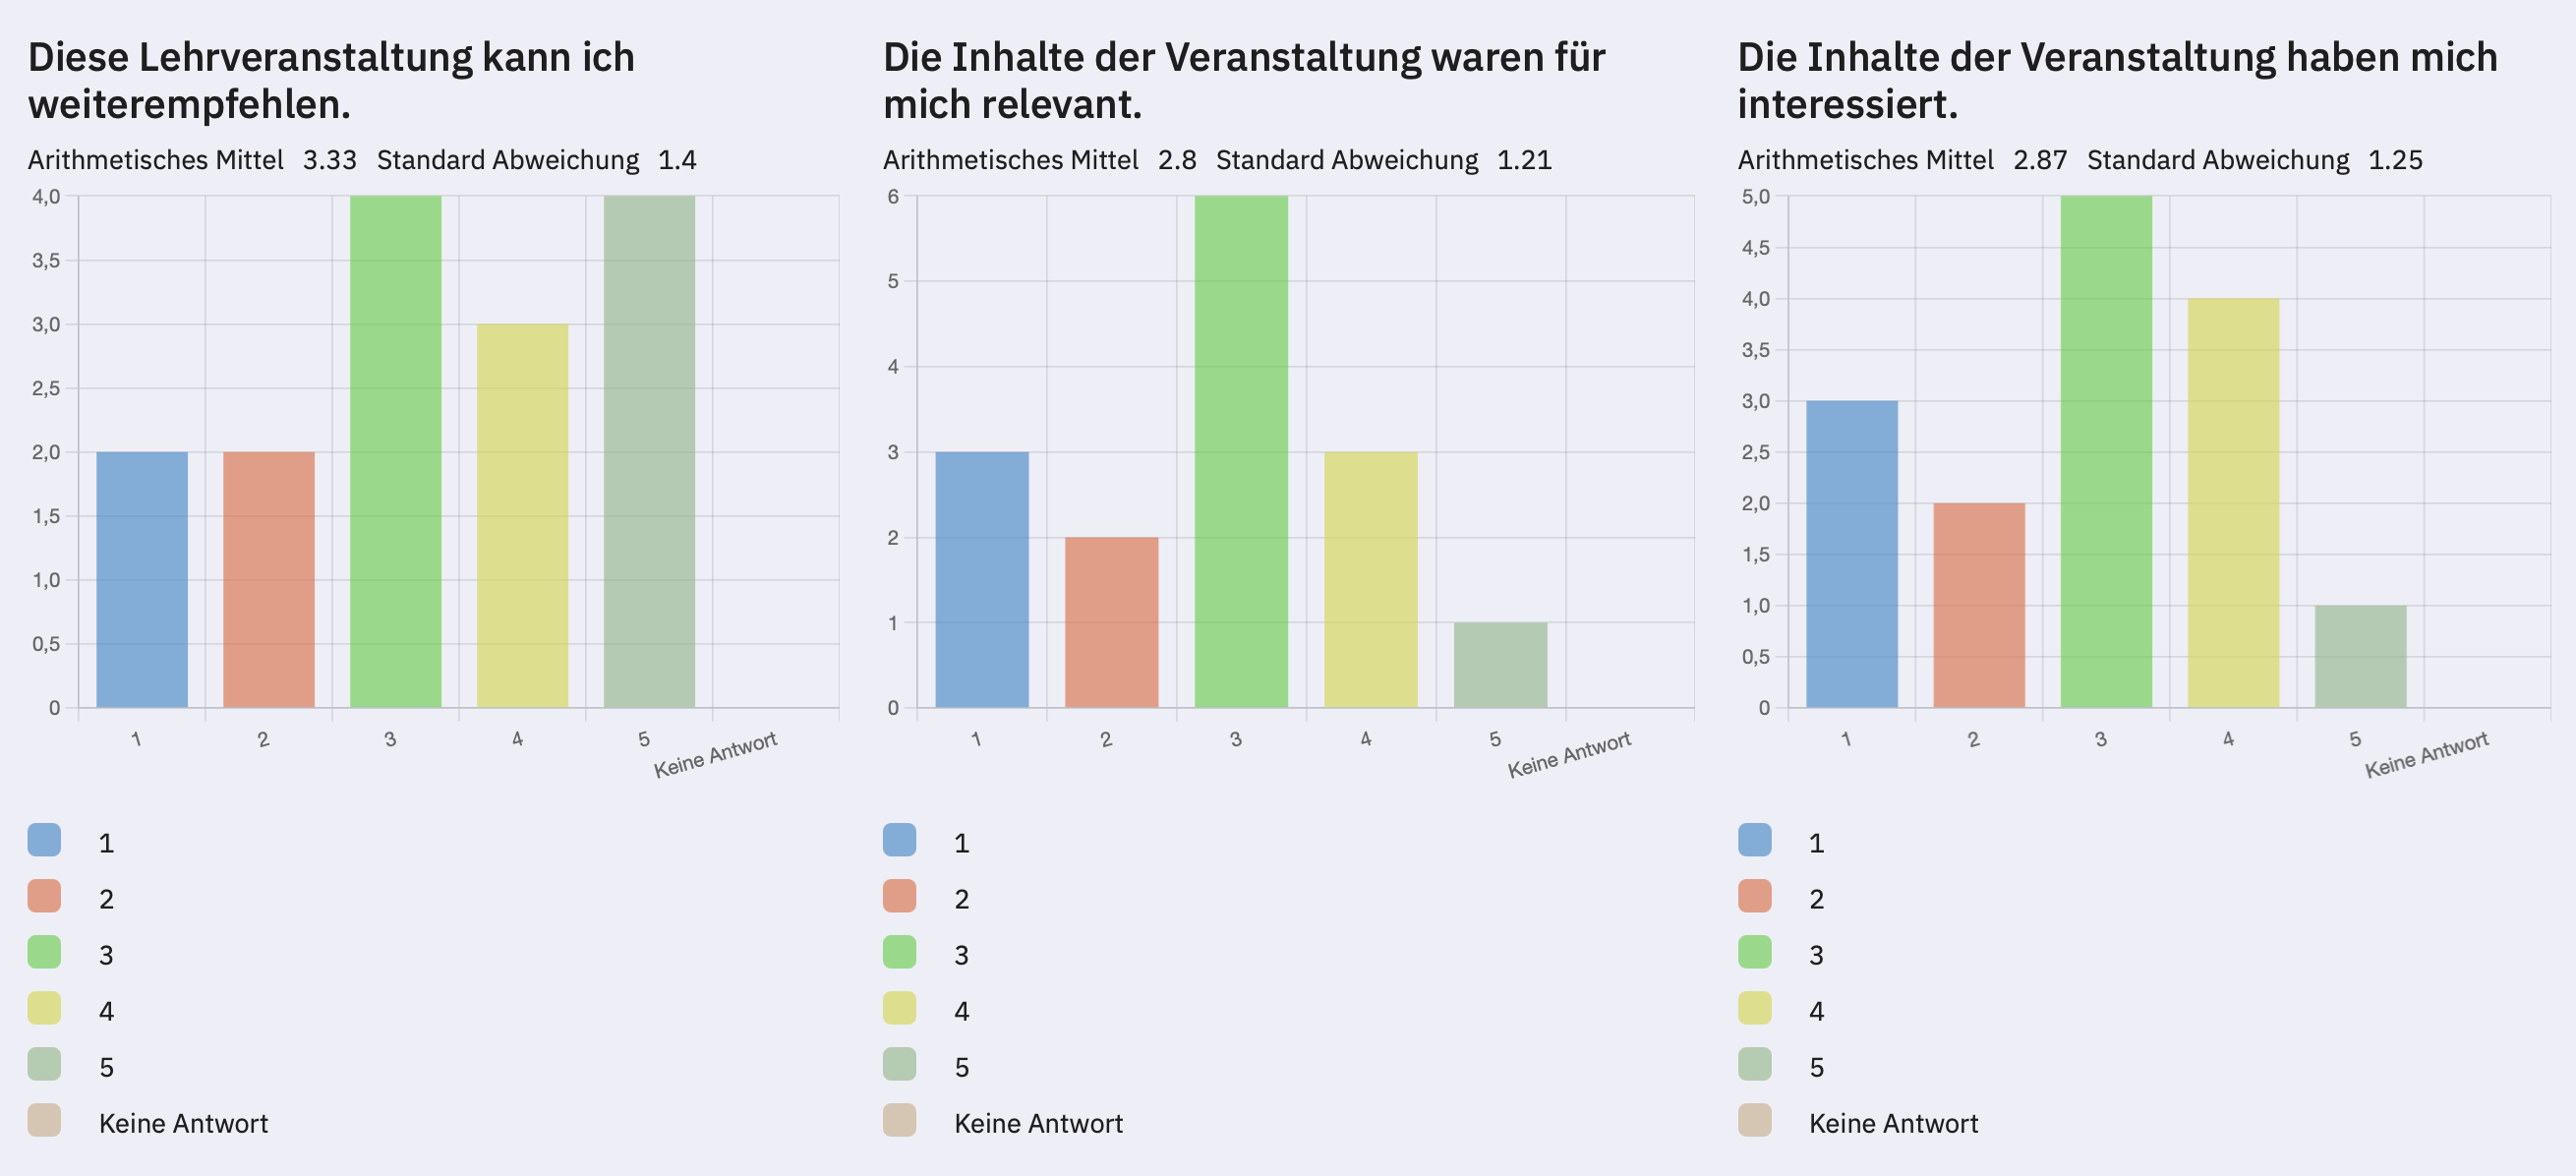 Diese Lehrveranstaltung kann ich
weiterempfehlen.
Arithmetisches Mittel 3.33 Standard Abweichung 1.4
4,0
3,5
3,0
2,5
2,0
1,5
1,0
0,5
0
1 2 3 4 5 Keine Antwort
1
2
3
4
5
Keine Antwort
Die Inhalte der Veranstaltung waren für
mich relevant.
Arithmetisches Mittel 2.8 Standard Abweichung 1.21
6
5
4
3
2
1
0
1 2 3 4 5 Keine Antwort
1
2
3
4
5
Keine Antwort
Die Inhalte der Veranstaltung haben mich
interessiert.
Arithmetisches Mittel 2.87 Standard Abweichung 1.25
5,0
4,5
4,0
3,5
3,0
2,5
2,0
1,5
1,0
0,5
0
1 2 3 4 5 Keine Antwort
1
2
3
4
5
Keine Antwort